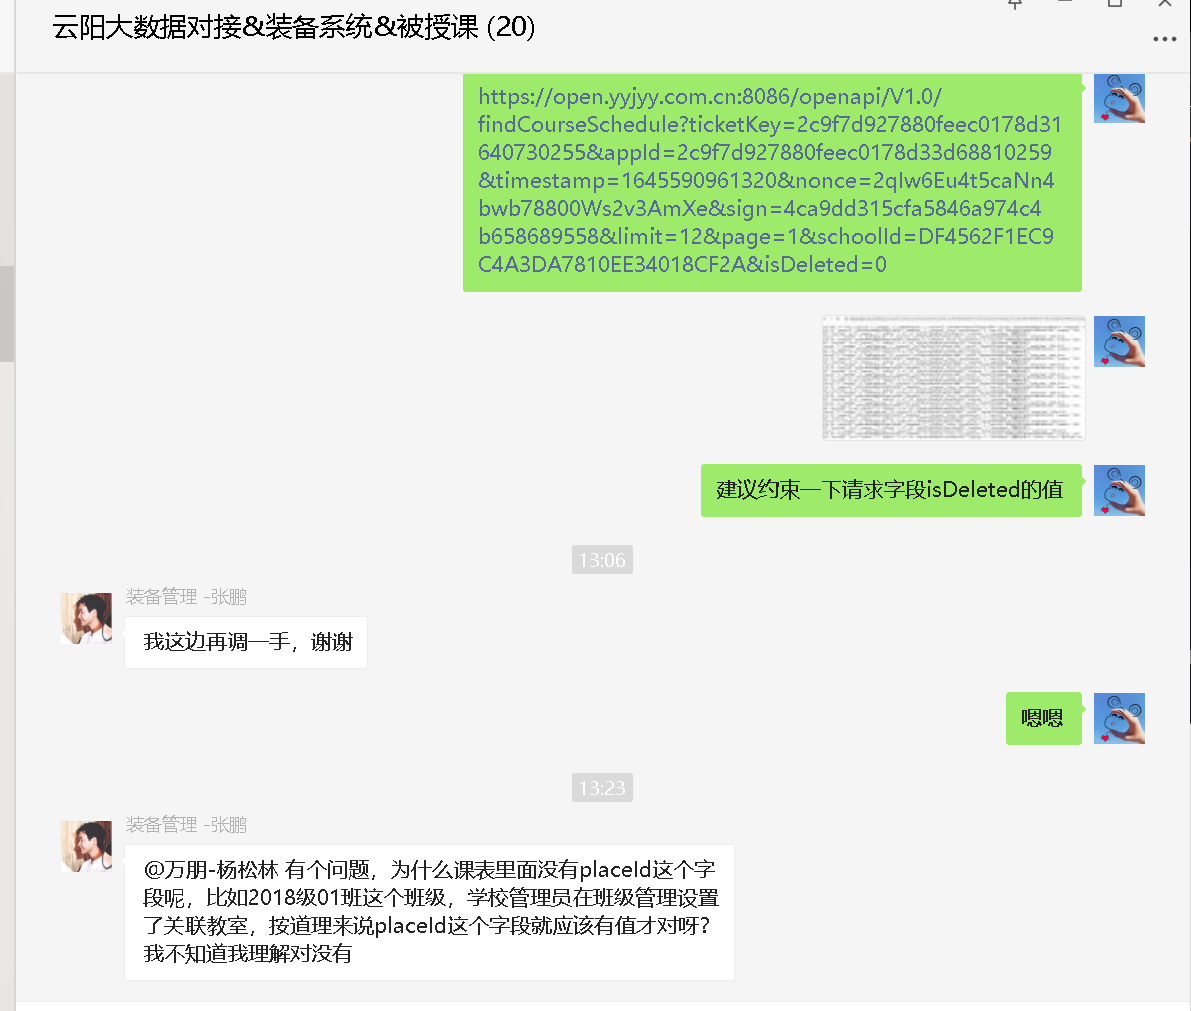 云阳大数据对接&装备系统&被授课 (20)
https://open.yyjyy.com.cn:8086/openapi/V1.0/
findCourseSchedule?ticketKey=2c9f7d927880feec0178d31
640730255&appId=2c9f7d927880feec0178d33d68810259
&timestamp=1645590961320&nonce=2qIw6Eu4t5caNn4
bwb78800Ws2v3AmXe&sign=4ca9dd315cfa5846a974c4
b658689558&limit=12&page=1&schoolId=DF4562F1EC9
C4A3DA7810EE34018CF2A&isDeleted=0
建议约束一下请求字段isDeleted的值
13:06
装备管理 -张鹏
我这边再调一手，谢谢
嗯嗯
13:23
装备管理 -张鹏
@万朋-杨松林 有个问题，为什么课表里面没有placeId这个字
段呢，比如2018级01班这个班级，学校管理员在班级管理设置
了关联教室，按道理来说placeId这个字段就应该有值才对呀？
我不知道我理解对没有